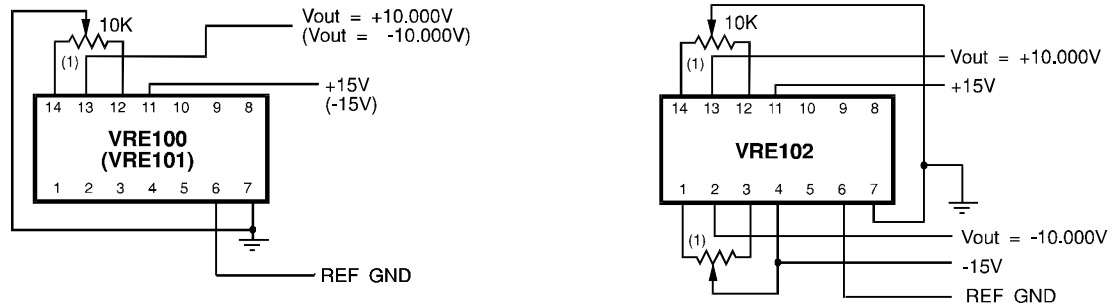 10K
Vout = +10.000V
(Vout = -10.000V)
(1)
+15V
(-15V)
14 13 12 11 10 9 8
VRE100
(VRE101)
1 2 3 4 5 6 7
REF GND
10K
(1)
Vout = +10.000V
+15V
14 13 12 11 10 9 8
VRE102
1 2 3 4 5 6 7
(1)
Vout = -10.000V
-15V
REF GND